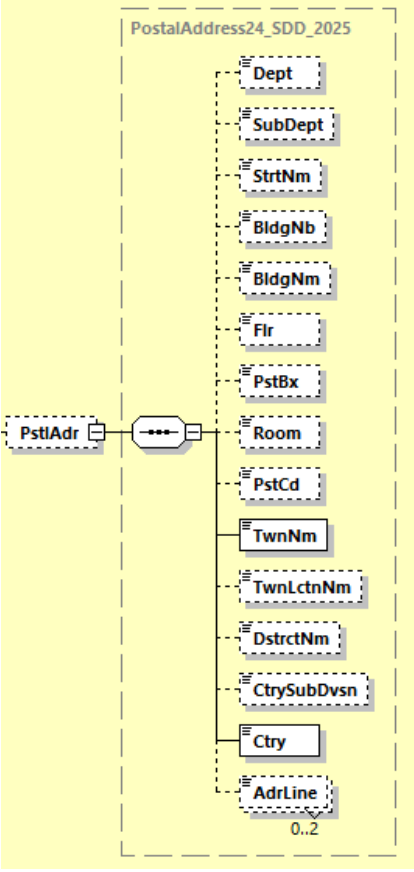 PostalAddress24_SDD_2025
Dept
SubDept
StrtNm
BldgNb
BldgNm
Flr
PstBx
PstlAdr
Room
PstCd
TwnNm
TwnLctnNm
DstrctNm
CtrySubDvsn
Ctry
AdrLine
0..2